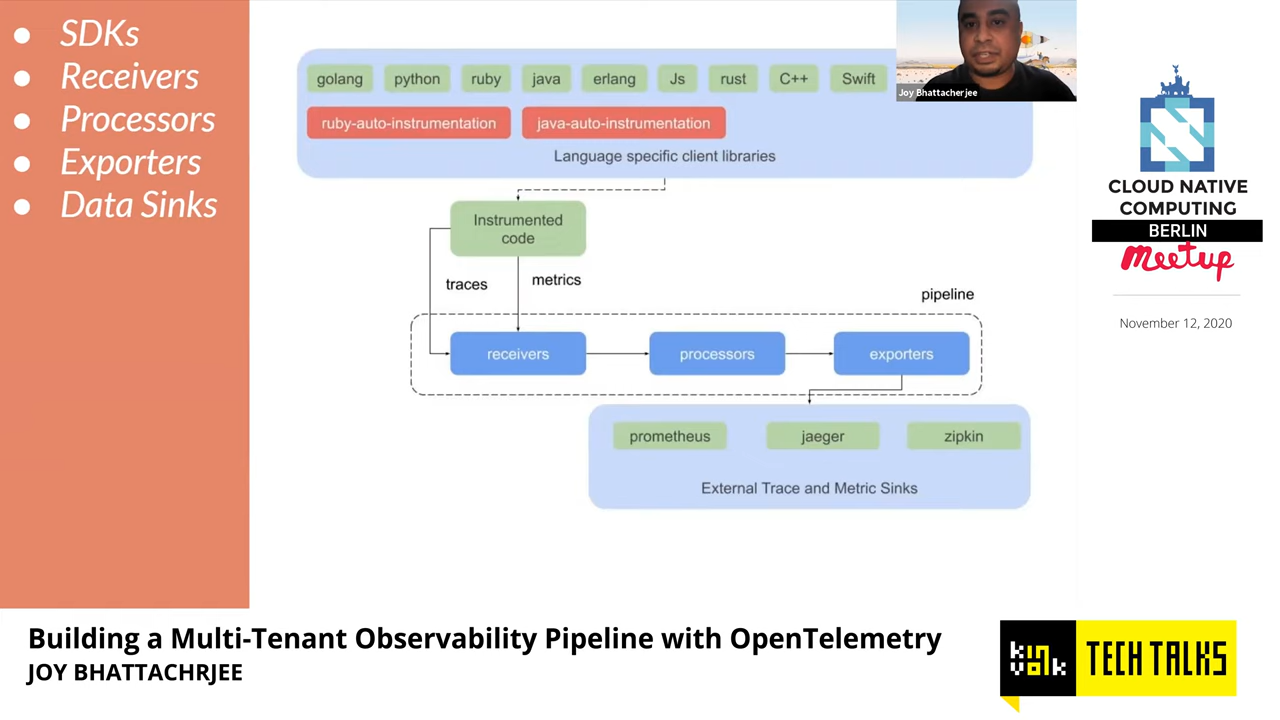 SDKs
Receivers
Processors
Exporters
Data Sinks
golang
python
ruby
java
erlang
Js
rust
C++
Swift
ruby-auto-instrumentation
java-auto-instrumentation
Language specific client libraries
Instrumented
code
traces
metrics
pipeline
receivers
processors
exporters
prometheus
jaeger
zipkin
External Trace and Metric Sinks
Joy Bhattacherjee
CLOUD NATIVE
COMPUTING
BERLIN
Meetup
November 12, 2020
Building a Multi-Tenant Observability Pipeline with OpenTelemetry
JOY BHATTACHRJEE
kinvolk
TECH TALKS